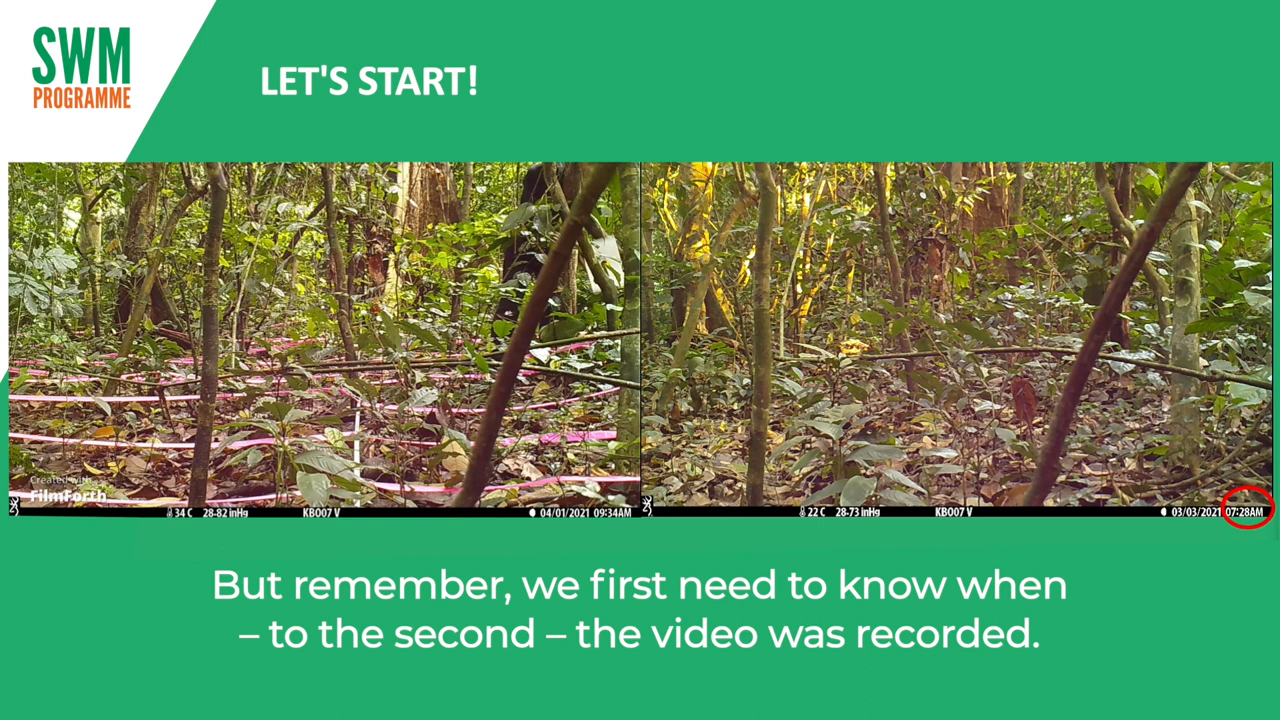 SWM
PROGRAMME
LET'S START!
Created with
FilmForth
34 C 28-82 inHg KB007 V 04/01/2021 09:34AM
22 C 28-73 inHg KB007 V 03/03/2021 07:28AM
But remember, we first need to know when
– to the second – the video was recorded.